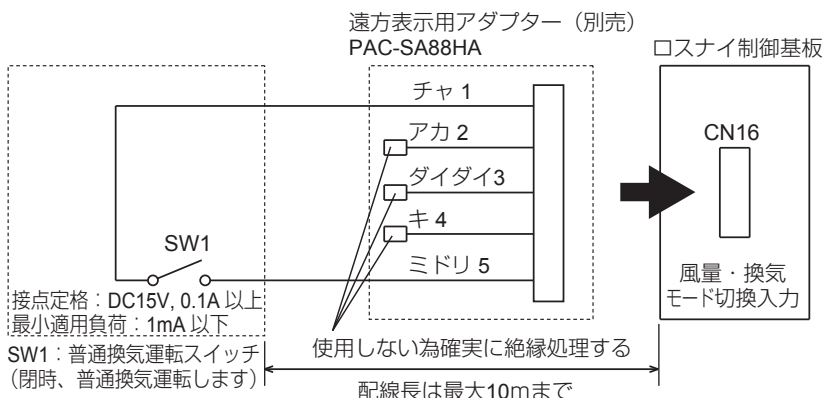 遠方表示用アダプター（別売）
PAC-SA88HA
ロスナイ制御基板
チャ 1
アカ 2
ダイダイ3
キ 4
ミドリ 5
CN16
風量・換気
モード切換入力
SW1
接点定格：DC15V, 0.1A 以上
最小適用負荷：1mA 以下
SW1：普通換気運転スイッチ
（閉時、普通換気運転します）
使用しない為確実に絶縁処理する
配線長は最大10mまで